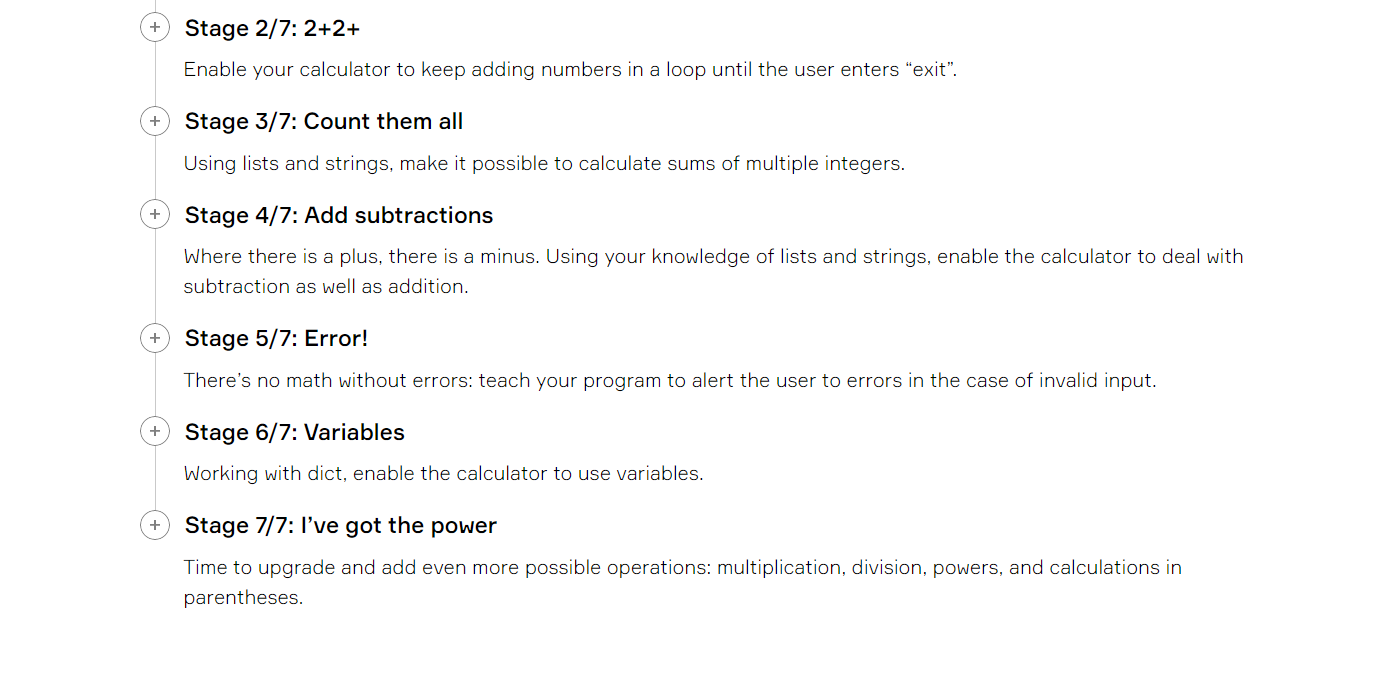 Stage 2/7: 2+2+
Enable your calculator to keep adding numbers in a loop until the user enters “exit”.
Stage 3/7: Count them all
Using lists and strings, make it possible to calculate sums of multiple integers.
Stage 4/7: Add subtractions
Where there is a plus, there is a minus. Using your knowledge of lists and strings, enable the calculator to deal with
subtraction as well as addition.
Stage 5/7: Error!
There’s no math without errors: teach your program to alert the user to errors in the case of invalid input.
Stage 6/7: Variables
Working with dict, enable the calculator to use variables.
Stage 7/7: I’ve got the power
Time to upgrade and add even more possible operations: multiplication, division, powers, and calculations in
parentheses.